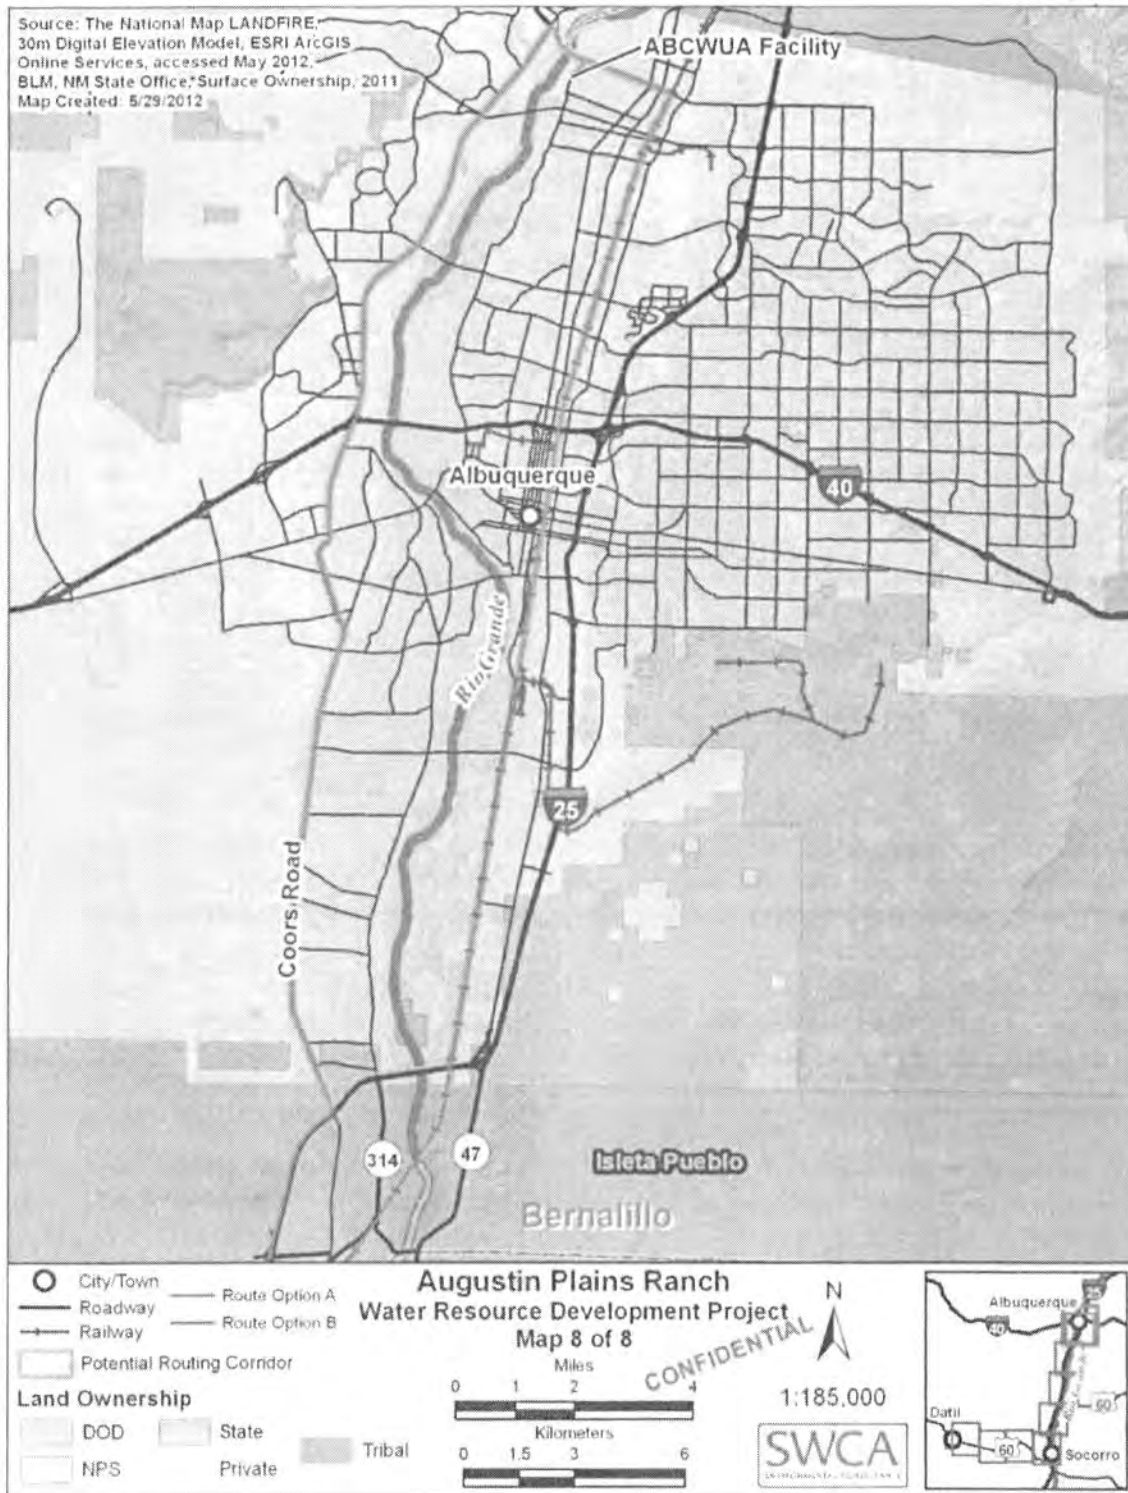 Source: The National Map LANDFIRE,
30m Digital Elevation Model, ESRI ArcGIS
Online Services, accessed May 2012,
BLM, NM State Office, Surface Ownership, 2011
Map Created: 5/29/2012
ABCWUA Facility
Albuquerque
40
Rio Grande
25
Coors Road
314
47
Isleta Pueblo
Bernalillo
City/Town
Roadway
Railway
Route Option A
Route Option B
Potential Routing Corridor
Land Ownership
DOD
State
Tribal
NPS
Private
Augustin Plains Ranch
Water Resource Development Project
Map 8 of 8
CONFIDENTIAL
Miles
0 1 2 4
Kilometers
0 1.5 3 6
N
1:185,000
SWCA
Albuquerque
25
40
Datil
60
60
Socorro